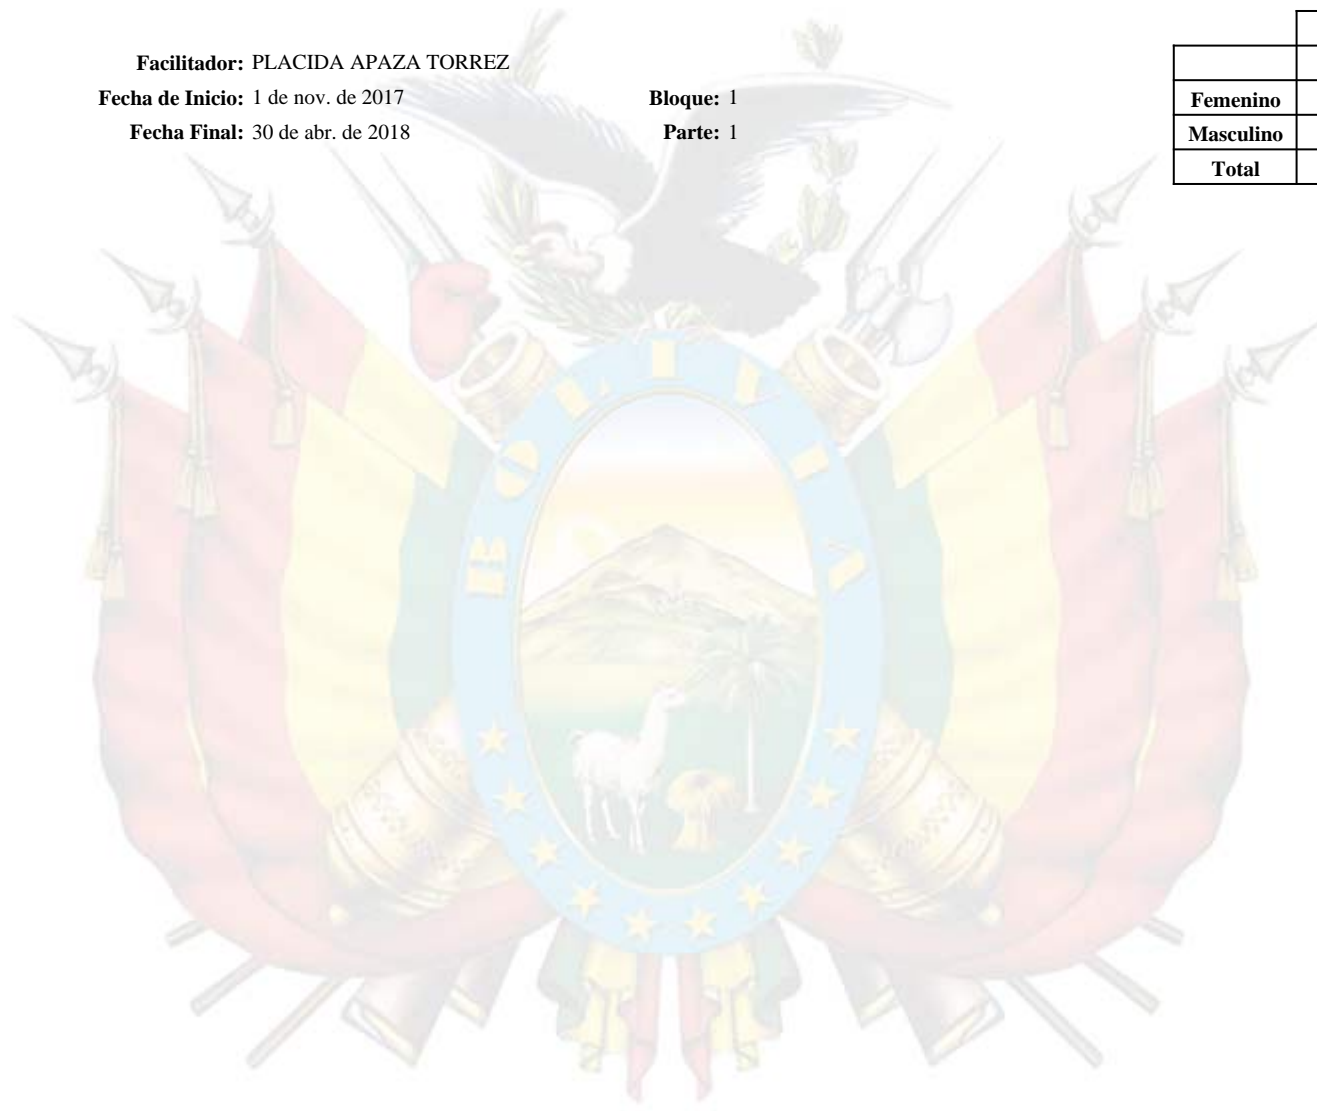 Facilitador: PLACIDA APAZA TORREZ
Fecha de Inicio: 1 de nov. de 2017 Bloque: 1
Fecha Final: 30 de abr. de 2018 Parte: 1
Femenino
Masculino
Total
BOLIVIA